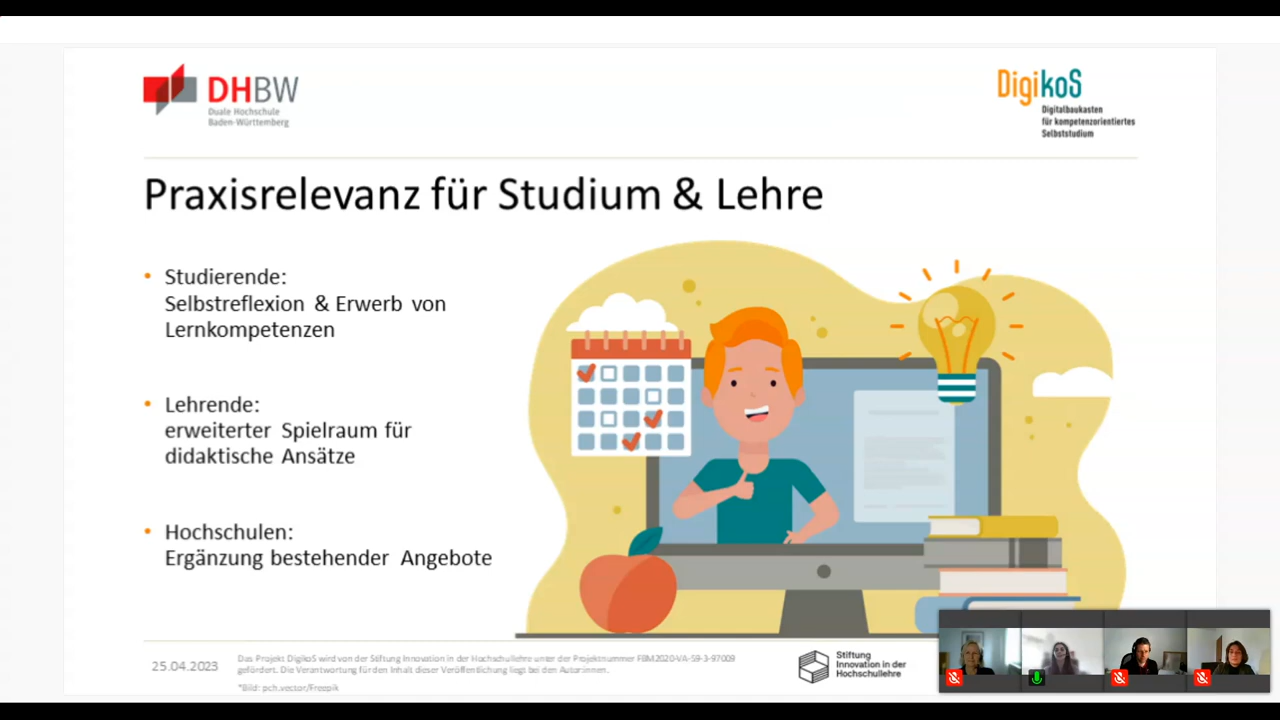 DHBW
Duale Hochschule
Baden-Württemberg
DigikoS
Digitalbaukasten
für kompetenzorientiertes
Selbststudium
Praxisrelevanz für Studium & Lehre
• Studierende:
Selbstreflexion & Erwerb von
Lernkompetenzen
• Lehrende:
erweiterter Spielraum für
didaktische Ansätze
• Hochschulen:
Ergänzung bestehender Angebote
25.04.2023
Das Projekt DigikoS wird von der Stiftung Innovation in der Hochschullehre unter der Projektnummer FBM2020-VA-59-3-97009
gefördert. Die Verantwortung für den Inhalt dieser Veröffentlichung liegt bei den Autor:innen.
*Bild: pch.vector/Freepik
Stiftung
Innovation in der
Hochschullehre